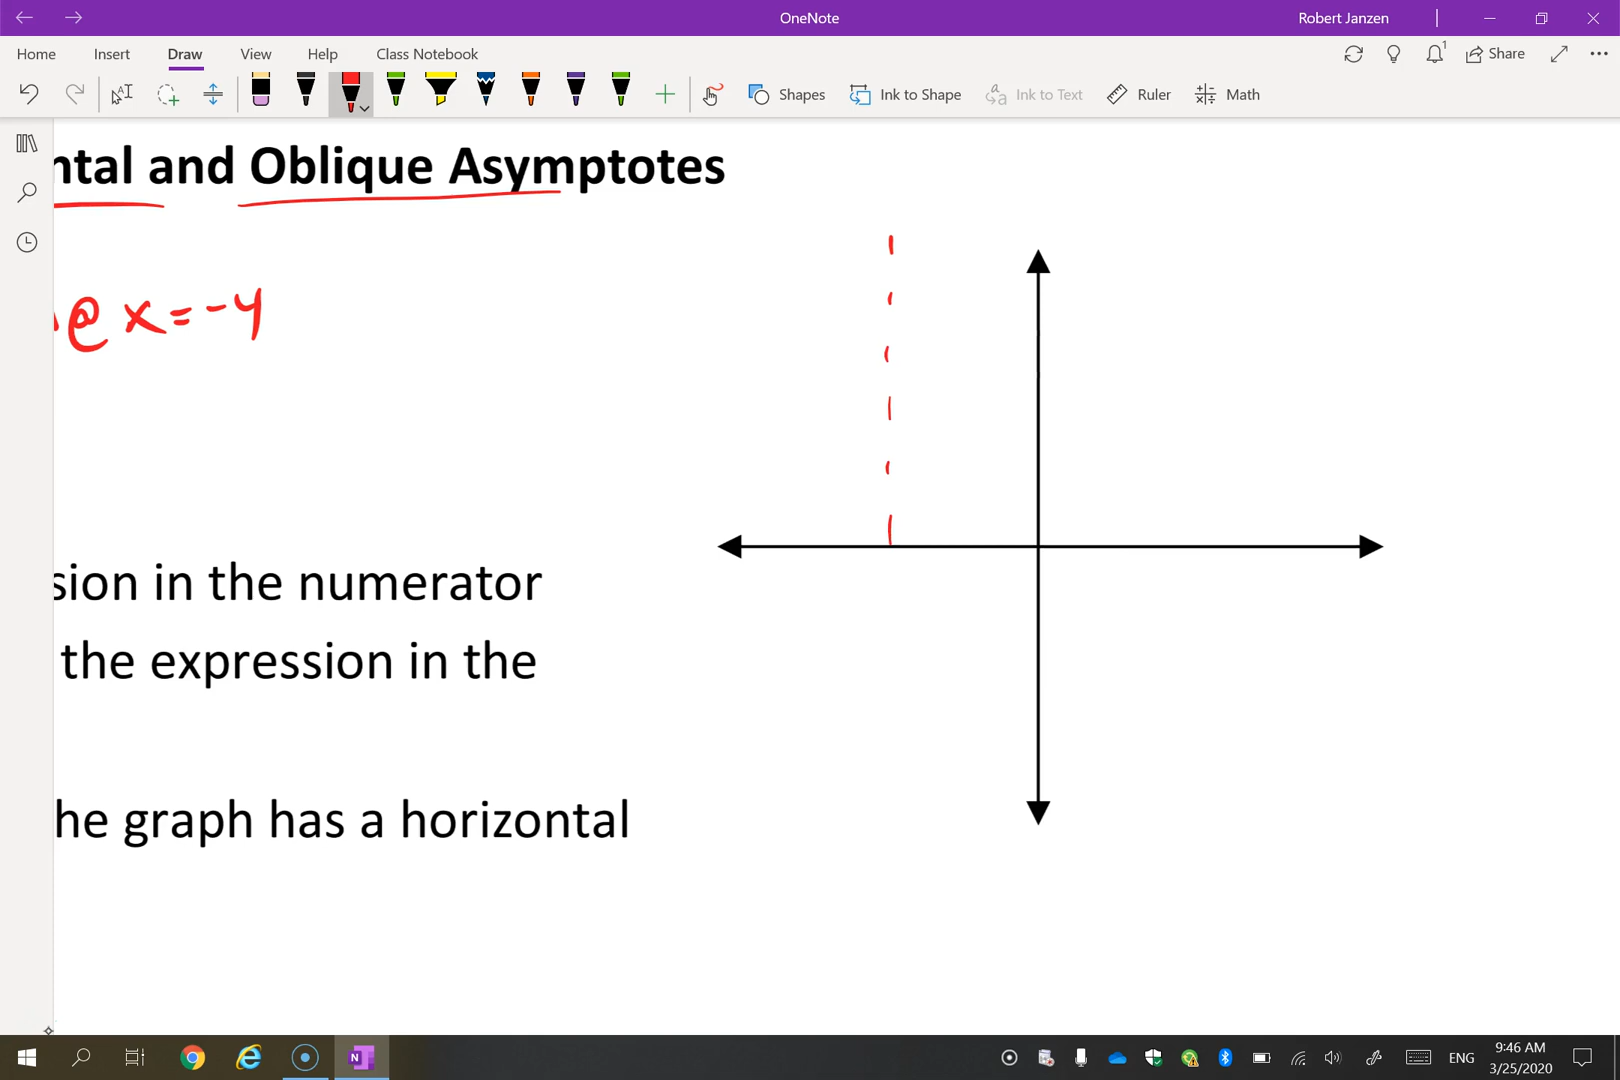 OneNote
Robert Janzen
Home Insert Draw View Help Class Notebook
Share
Shapes Ink to Shape Ink to Text Ruler Math
ntal and Oblique Asymptotes
@ x=-4
sion in the numerator
the expression in the
he graph has a horizontal
9:46 AM
ENG
3/25/2020